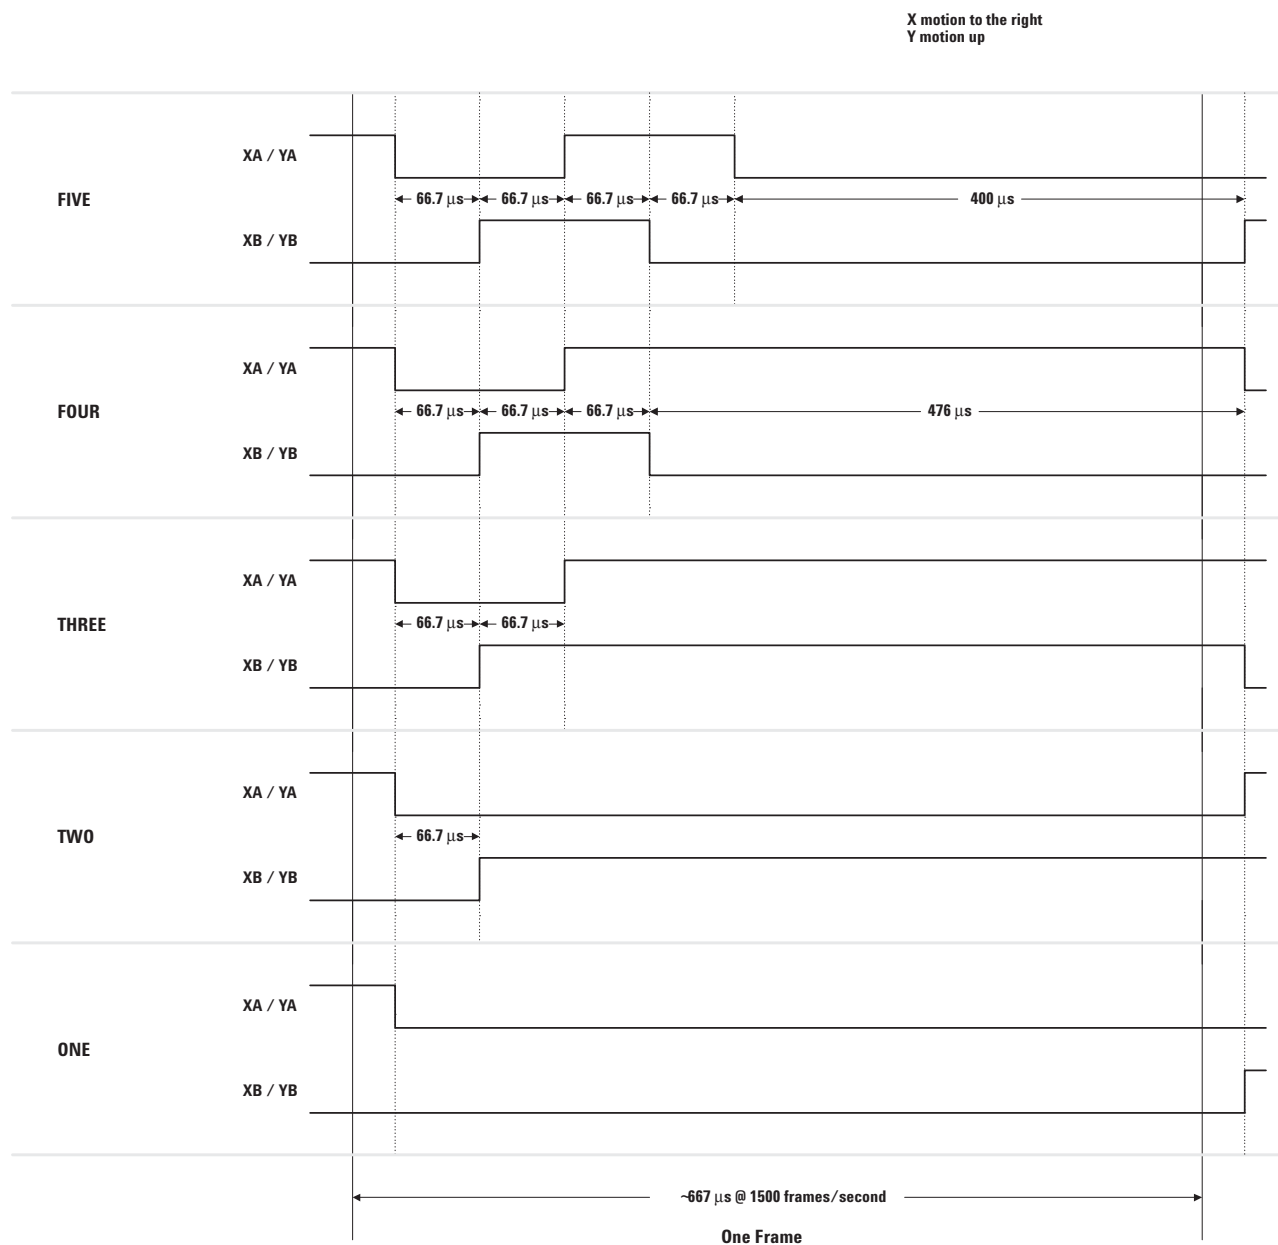 X motion to the right
Y motion up
XA / YA
FIVE
66.7 μs 66.7 μs 66.7 μs 66.7 μs 400 μs
XB / YB
XA / YA
FOUR
66.7 μs 66.7 μs 66.7 μs 476 μs
XB / YB
XA / YA
THREE
66.7 μs 66.7 μs
XB / YB
XA / YA
TWO
66.7 μs
XB / YB
XA / YA
ONE
XB / YB
~667 μs @ 1500 frames/second
One Frame